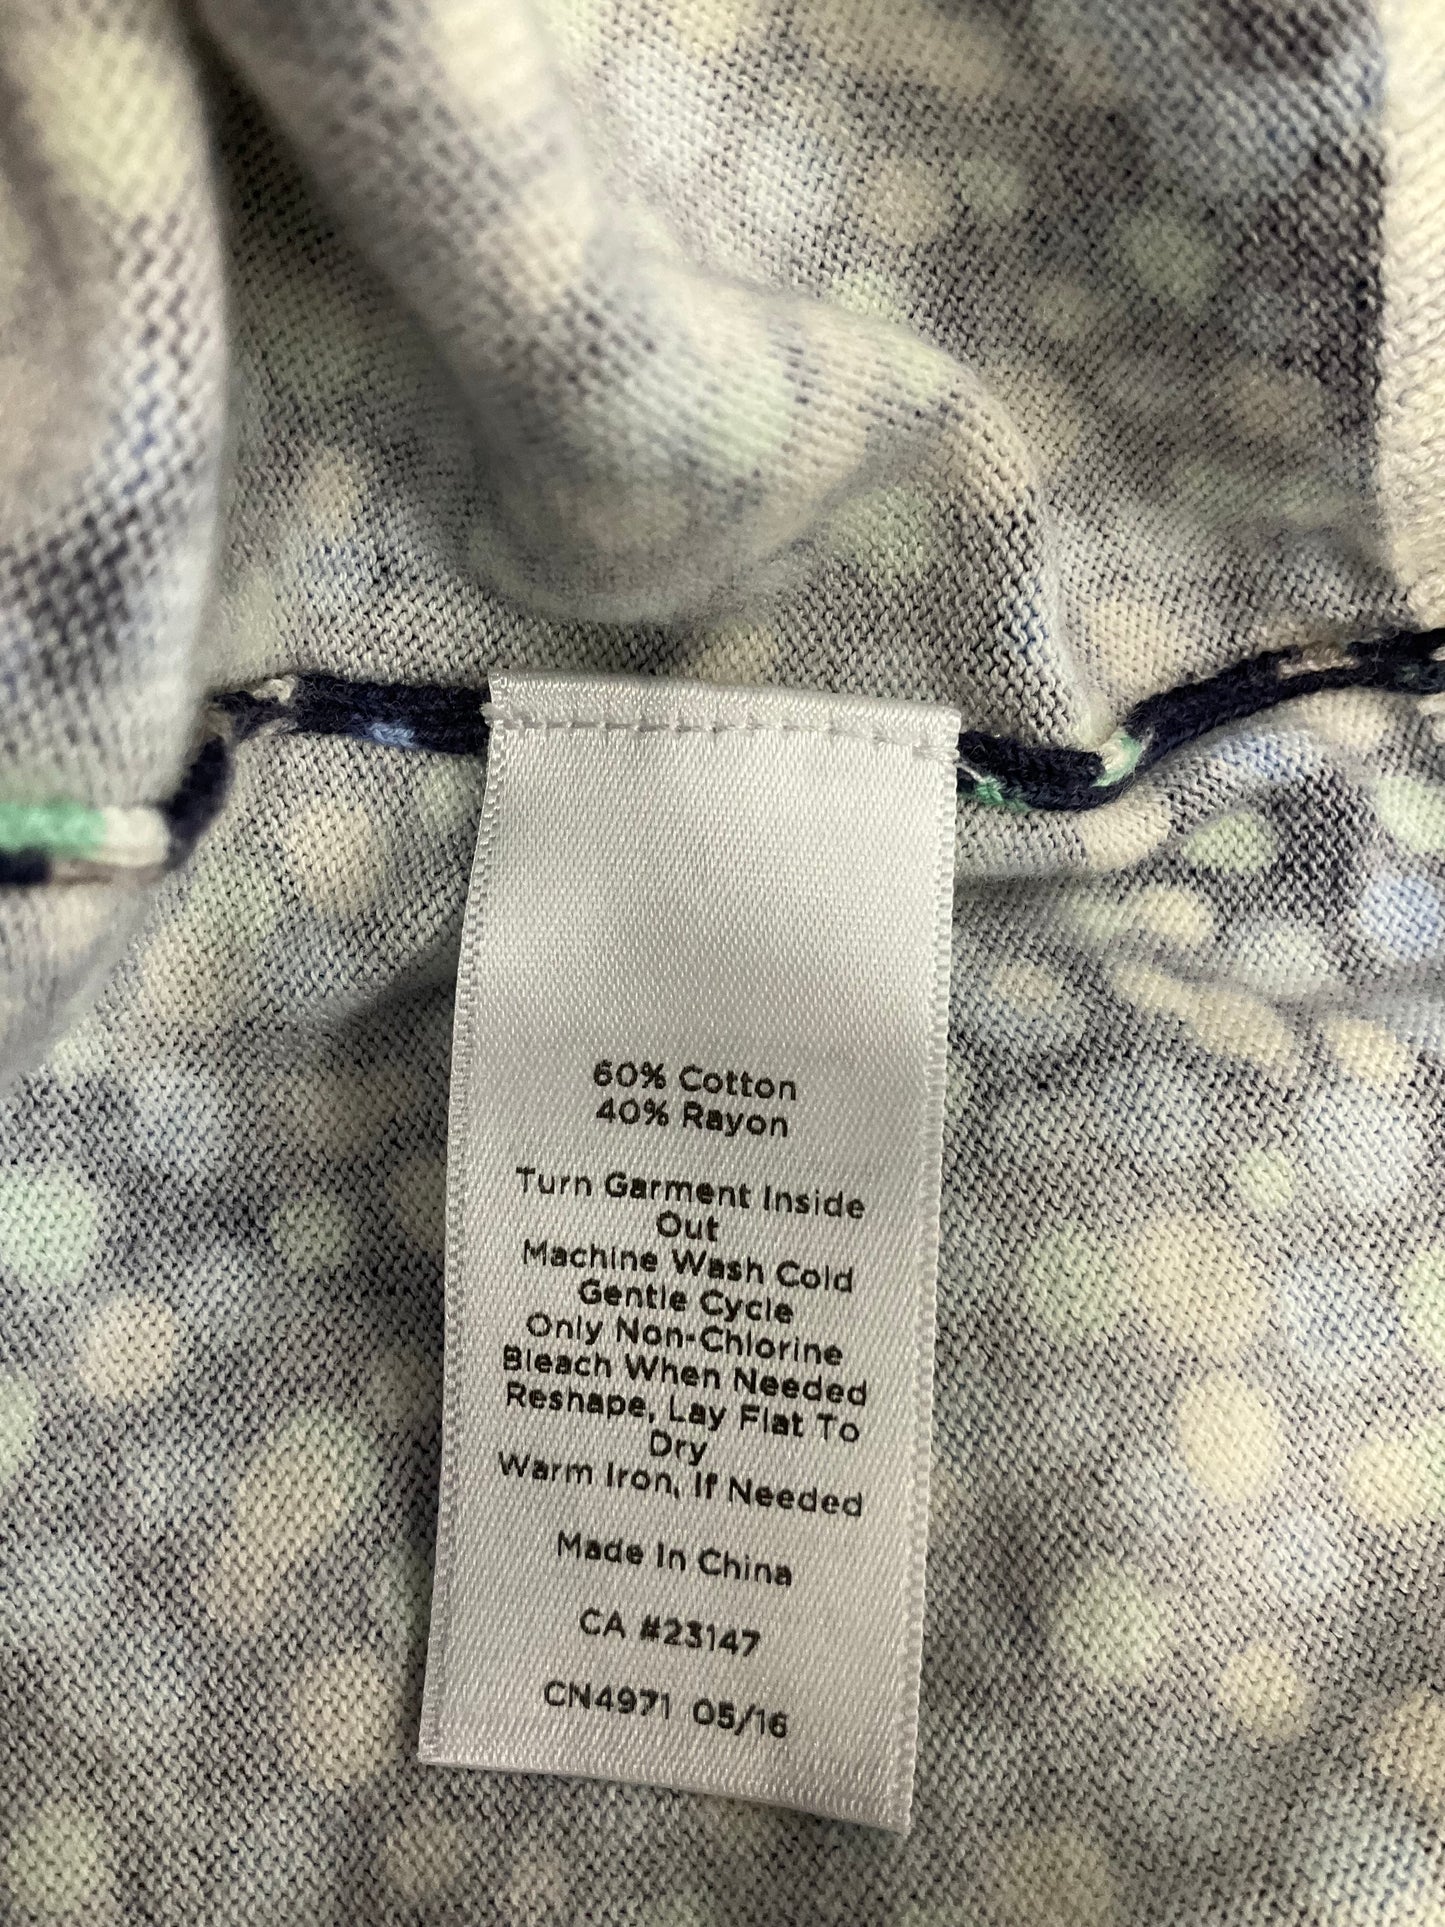 60% Cotton
40% Rayon
Turn Garment Inside
Out
Machine Wash Cold
Gentle Cycle
Only Non-Chlorine
Bleach When Needed
Reshape, Lay Flat To
Dry
Warm Iron, If Needed
Made In China
CA #23147
CN4971 05/16